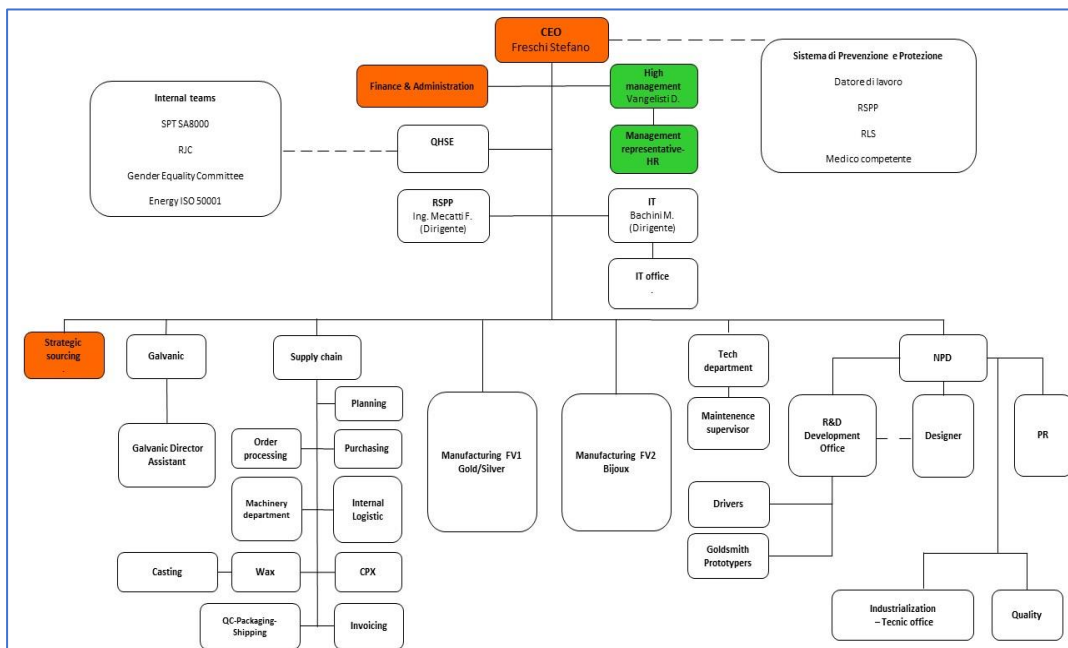 CEO
Freschi Stefano
Sistema di Prevenzione e Protezione
Datore di lavoro
RSPP
RLS
Medico competente
Finance & Administration
High
management
Vangelisti D.
Internal teams
SPT SA8000
RJC
Gender Equality Committee
Energy ISO 50001
QHSE
Management
representative-
HR
RSPP
Ing. Mecatti F.
(Dirigente)
IT
Bachini M.
(Dirigente)
IT office
.
Strategic
sourcing
.
Galvanic
Supply chain
Tech
department
NPD
Planning
Galvanic Director
Assistant
Order
processing
Purchasing
Manufacturing FV1
Gold/Silver
Manufacturing FV2
Bijoux
Maintenence
supervisor
R&D
Development
Office
Designer
PR
Machinery
department
Internal
Logistic
Drivers
Goldsmith
Prototypers
Casting
Wax
CPX
QC-Packaging-
Shipping
Invoicing
Industrialization
– Tecnic office
Quality